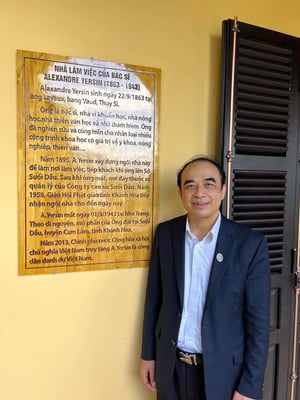 NHÀ LÀM VIỆC CỦA BÁC SĨ
ALEXANDRE YERSIN (1863 - 1943)
Alaxandre Yersin sinh ngày 22/9/1863 tại
làng Lavaux, bang Vaud, Thụy Sĩ.
Ông là bác sĩ, nhà vi khuẩn học, nhà nông
học, nhà thiên văn học và nhà thám hiểm. Ông
đã nghiên cứu và cống hiến cho nhân loại nhiều
công trình khoa học có giá trị về y khoa, nông
nghiệp, thiên văn...
Năm 1895, A.Yersin xây dựng ngôi nhà này
để làm nơi làm việc, tiếp khách khi ông lên
Suối Dầu. Sau khi ông mất, nơi đây thuộc sự
quản lý của Công ty cao su Suối Dầu. Năm
1958, Giáo Hội Phật giáo tỉnh Khánh Hòa tiếp
nhận ngôi nhà cho đến ngày nay.
A.Yersin mất ngày 01/3/1943 tại Nha Trang.
Theo di nguyện, mộ phần của Ông đặt tại Suối
Dầu, huyện Cam Lâm, tỉnh Khánh Hòa.
Năm 2013, Chính phủ nước Cộng hòa xã hội
chủ nghĩa Việt Nam truy tặng A.Yersin là công
dân danh dự Việt Nam.